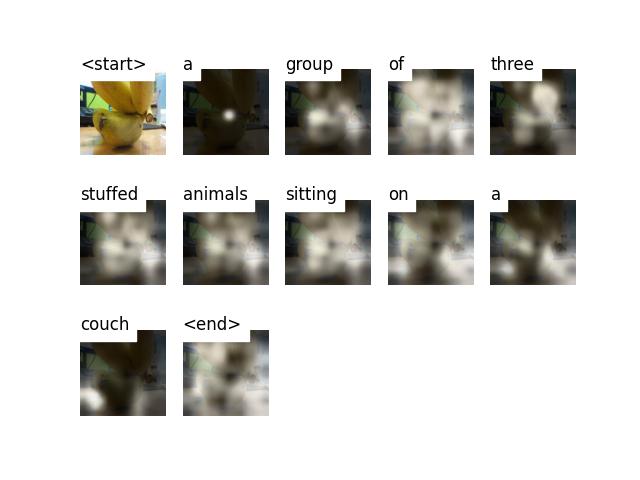 <start> a group of three
stuffed animals sitting on a
couch <end>